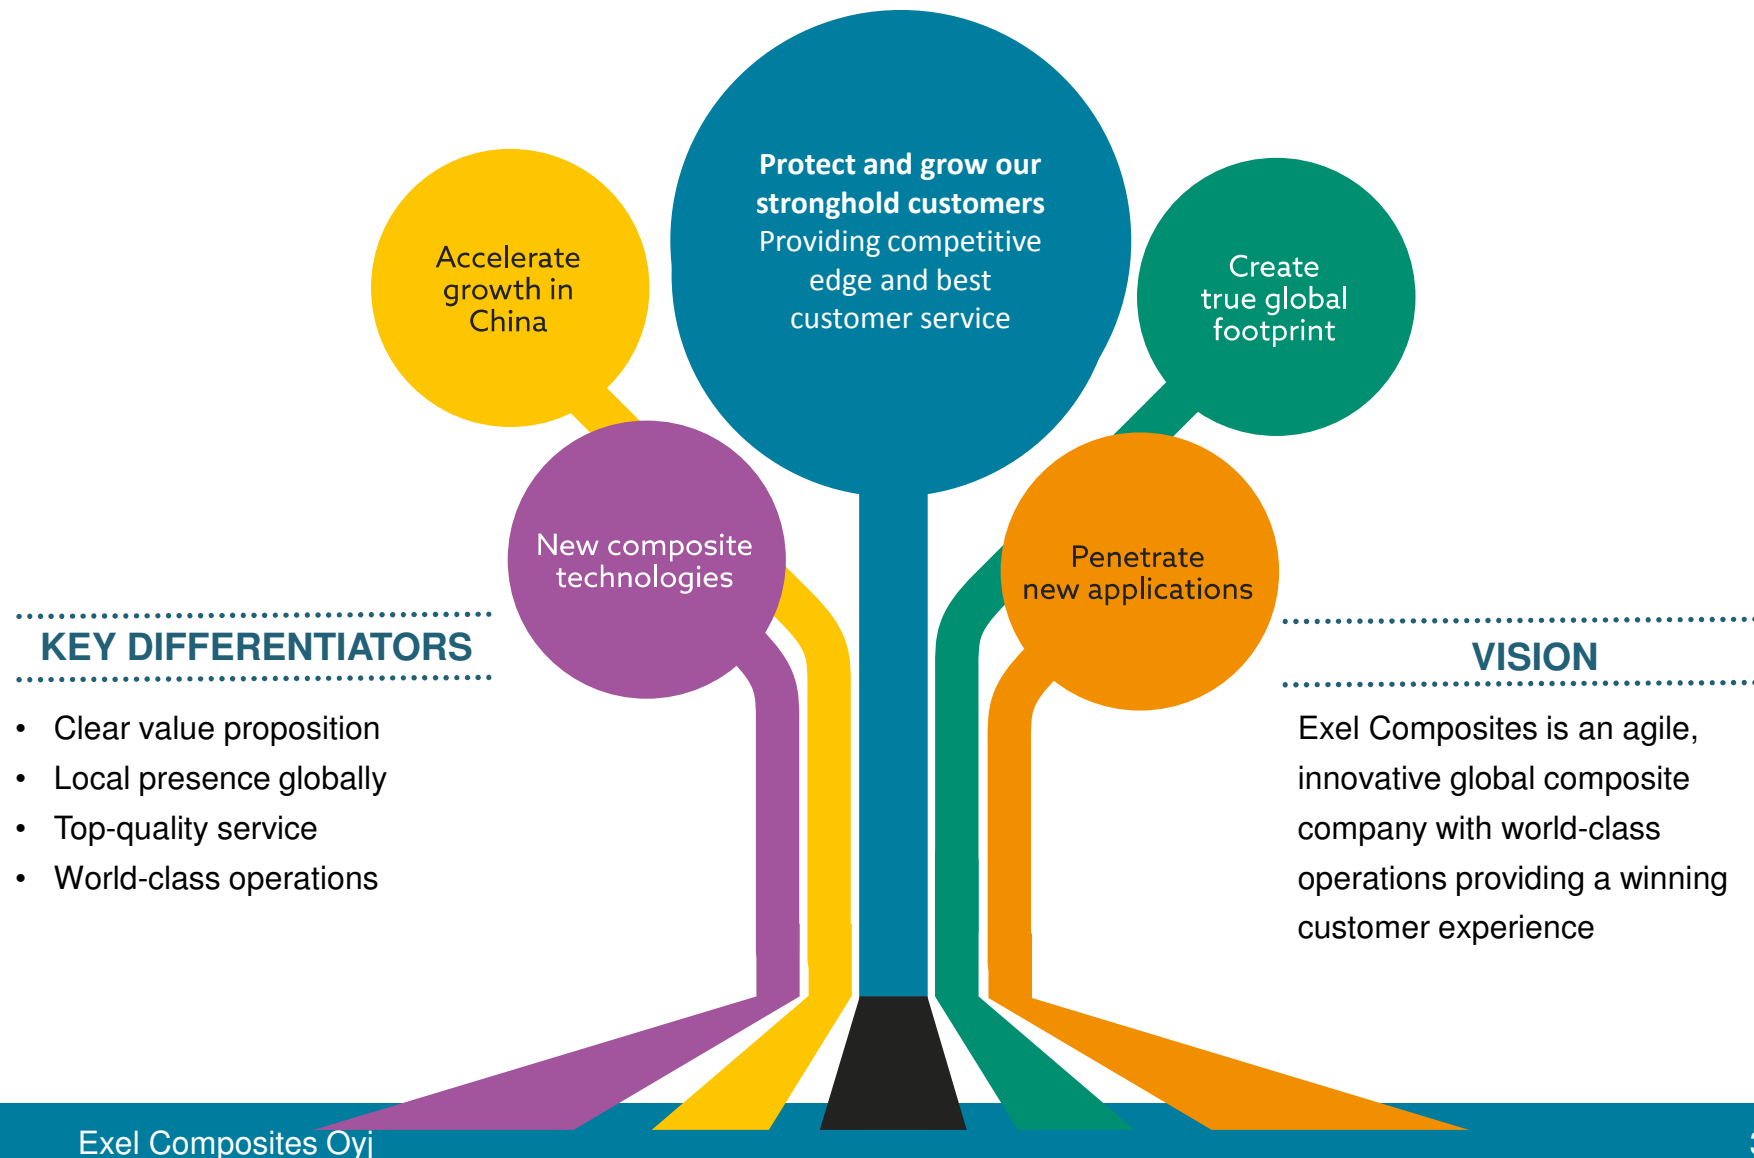 Protect and grow our
stronghold customers
Providing competitive
edge and best
customer service
Accelerate
growth in
China
Create
true global
footprint
New composite
technologies
Penetrate
new applications
KEY DIFFERENTIATORS
• Clear value proposition
• Local presence globally
• Top-quality service
• World-class operations
VISION
Exel Composites is an agile,
innovative global composite
company with world-class
operations providing a winning
customer experience
Exel Composites Oyj